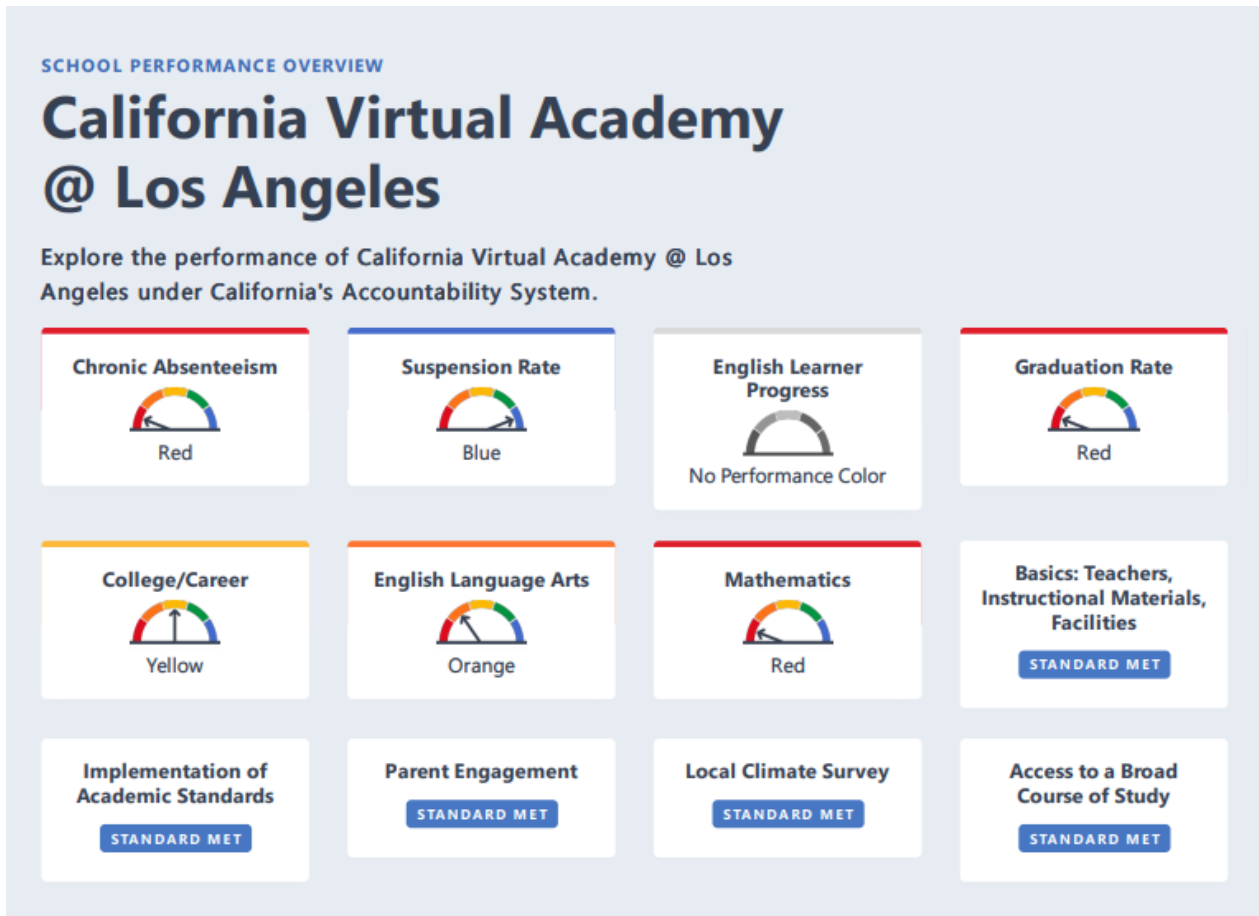 SCHOOL PERFORMANCE OVERVIEW
California Virtual Academy
@ Los Angeles
Explore the performance of California Virtual Academy @ Los
Angeles under California's Accountability System.
Chronic Absenteeism
Red
Suspension Rate
Blue
English Learner
Progress
No Performance Color
Graduation Rate
Red
College/Career
Yellow
English Language Arts
Orange
Mathematics
Red
Basics: Teachers,
Instructional Materials,
Facilities
STANDARD MET
Implementation of
Academic Standards
STANDARD MET
Parent Engagement
STANDARD MET
Local Climate Survey
STANDARD MET
Access to a Broad
Course of Study
STANDARD MET